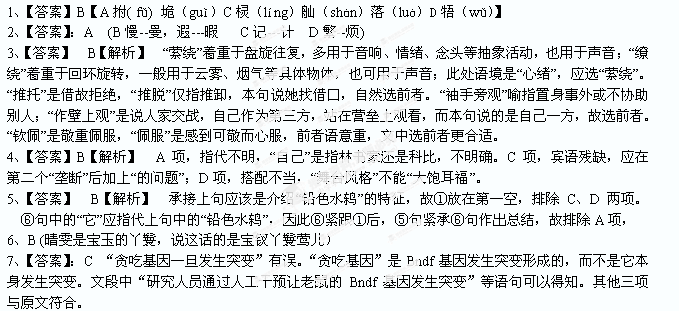 1、【答案】B【A 拊( fǔ) 垝（guǐ）C 棂（líng）舢（shān）落（luò）D 牾（wǔ）】
2、【答案】：A （B 慢--曼，遐---暇 C 记---计 D 繁--烦)
3、【答案】 B【解析】 “萦绕”着重于盘旋往复，多用于音响、情绪、念头等抽象活动，也用于声音；“缭
绕”着重于回环旋转，一般用于云雾、烟气等具体物体，也可用于声音；此处语境是“心绪”，应选“萦绕”。
“推托”是借故拒绝，“推脱”仅指推卸，本句说她找借口，自然选前者。“袖手旁观”喻指置身事外或不协助
别人；“作壁上观”是说人家交战，自己作为第三方，站在营垒上观看，而本句说的是自己一方，故选前者。
“钦佩”是敬重佩服，“佩服”是感到可敬而心服，前者语意重，文中选前者更合适。
4、【答案】B【解析】 A 项，指代不明，“自己”是指林书豪还是科比，不明确。C 项，宾语残缺，应在
第二个“垄断”后加上“的问题”；D 项，搭配不当，“舞台风格”不能“大饱耳福”。
5、【答案】 B【解析】 承接上句应该是介绍“铅色水鸫”的特征，故①放在第一空，排除 C、D 两项。
⑥句中的“它”应指代上句中的“铅色水鸫”，因此⑥紧跟①后，⑤句紧承⑥句作出总结，故排除 A 项，
6、B (晴雯是宝玉的丫鬟，说这话的是宝钗丫鬟莺儿）
7、【答案】：C “贪吃基因一旦发生突变”有误。“贪吃基因”是 Bndf 基因发生突变形成的，而不是它本
身发生突变。文段中“研究人员通过人工干预让老鼠的 Bndf 基因发生突变”等语句可以得知。其他三项
与原文符合。